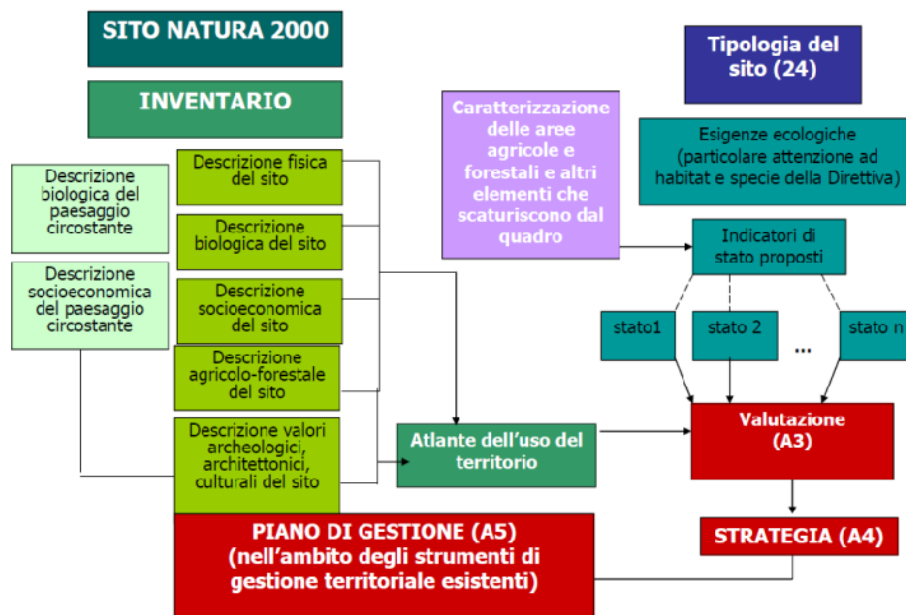 SITO NATURA 2000
INVENTARIO
Descrizione
biologica del
paesaggio
circostante
Descrizione
socioeconomica
del paesaggio
circostante
Descrizione fisica
del sito
Descrizione
biologica del sito
Descrizione
socioeconomica
del sito
Descrizione
agricolo-forestale
del sito
Descrizione valori
archeologici,
architettonici,
culturali del sito
Caratterizzazione
delle aree
agricole e
forestali e altri
elementi che
scaturiscono dal
quadro
Tipologia del
sito (24)
Esigenze ecologiche
(particolare attenzione ad
habitat e specie della Direttiva)
Indicatori di
stato proposti
stato1
stato 2
...
stato n
Atlante dell'uso del
territorio
Valutazione
(A3)
STRATEGIA (A4)
PIANO DI GESTIONE (A5)
(nell'ambito degli strumenti di
gestione territoriale esistenti)